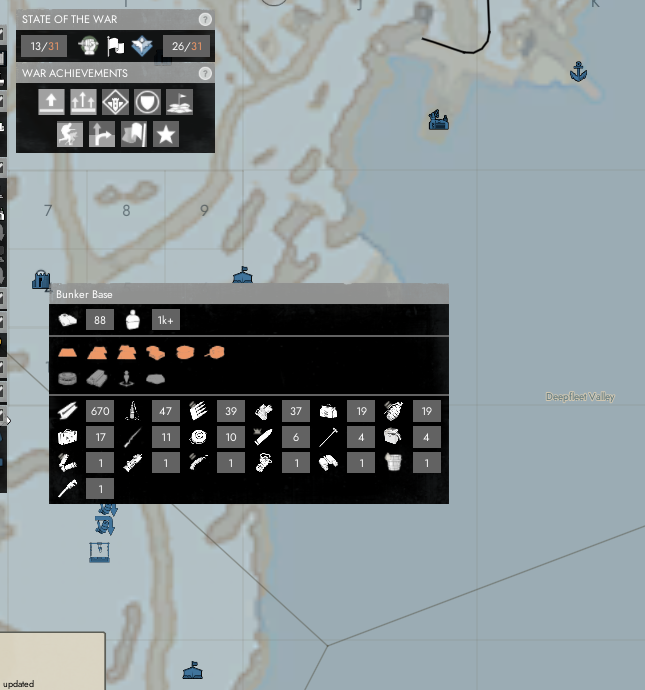 J
K
STATE OF THE WAR ?
13/31 26/31
WAR ACHIEVEMENTS ?
7 8 9
Bunker Base
88 1k+
Deepfleet Valley
670 47 39 37 19 19
17 11 10 6 4 4
1 1 1 1 1 1
1
updated